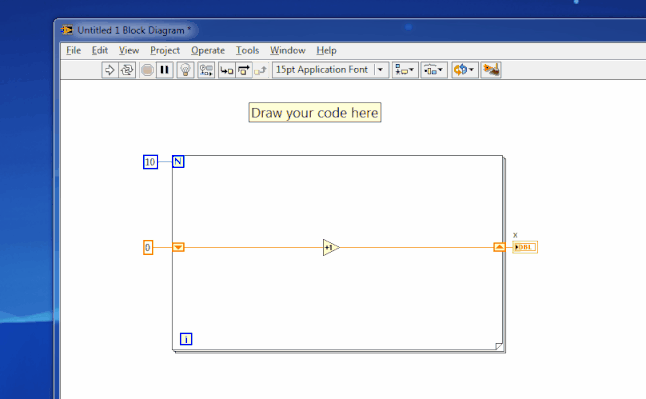 Untitled 1 Block Diagram *
File Edit View Project Operate Tools Window Help
15pt Application Font
Draw your code here
10 N
x
0 +1 DBL
i